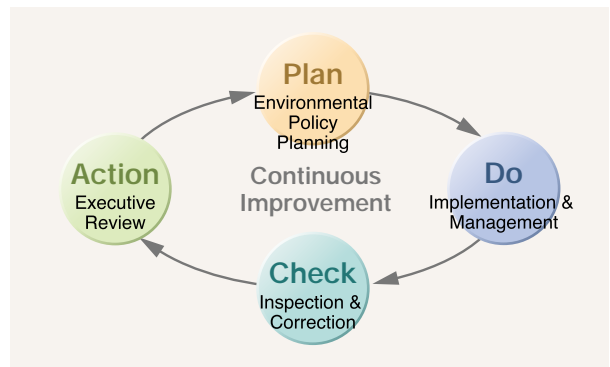 Plan
Environmental
Policy
Planning
Action
Executive
Review
Continuous
Improvement
Do
Implementation &
Management
Check
Inspection &
Correction